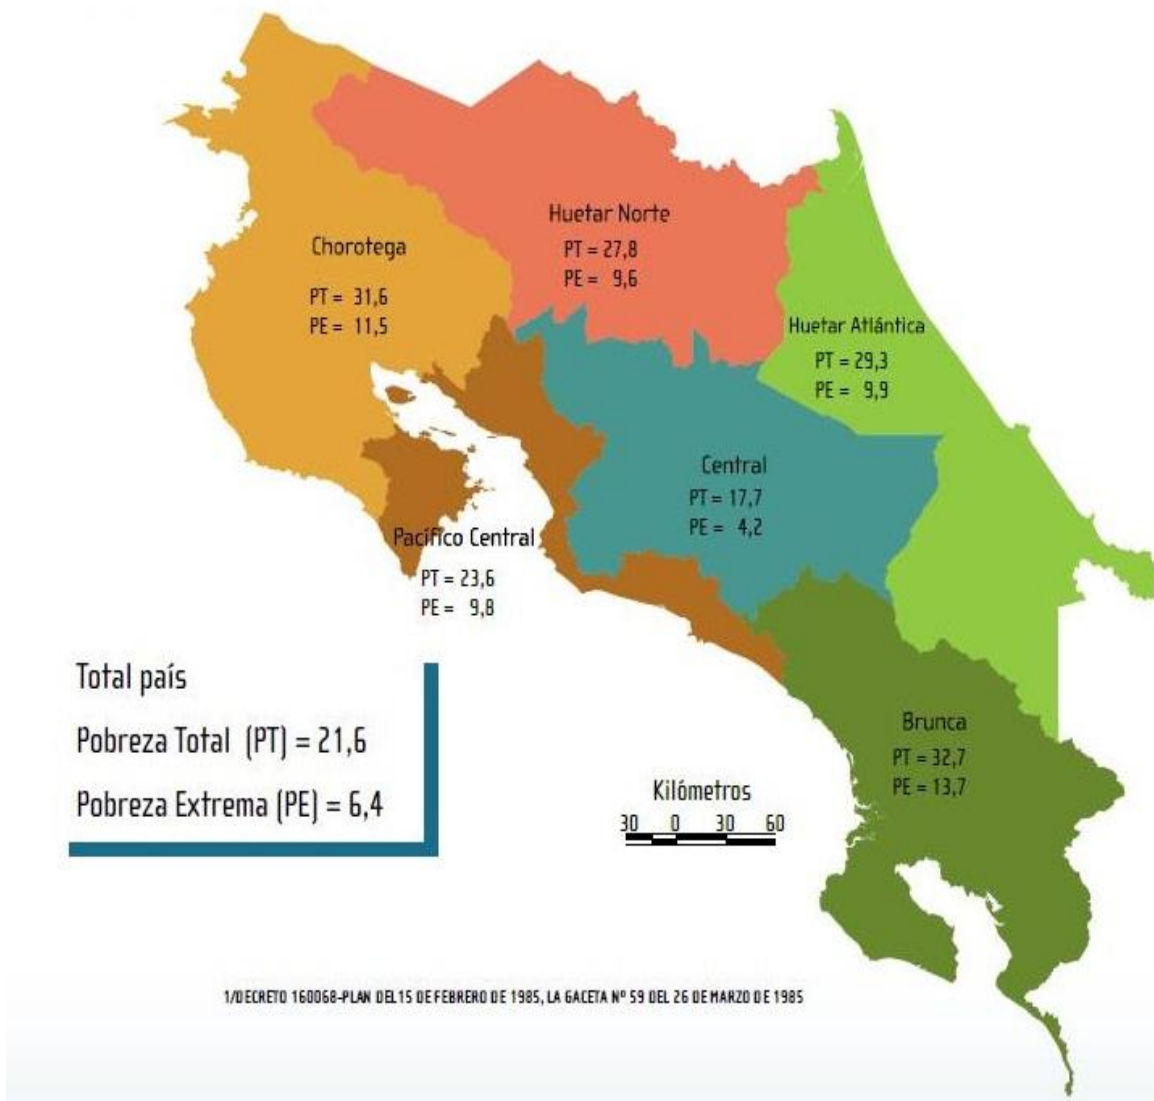 Huetar Norte
PT = 27,8
PE = 9,6
Chorotega
PT = 31,6
PE = 11,5
Huetar Atlántica
PT = 29,3
PE = 9,9
Central
PT = 17,7
PE = 4,2
Pacífico Central
PT = 23,6
PE = 9,8
Total país
Pobreza Total (PT) = 21,6
Pobreza Extrema (PE) = 6,4
Brunca
PT = 32,7
PE = 13,7
Kilómetros
30 0 30 60
1/DECRETO 160068-PLAN DEL15 DE FEBRERO DE 1985, LA GACETA Nº 59 DEL 26 DE MARZO DE 1985